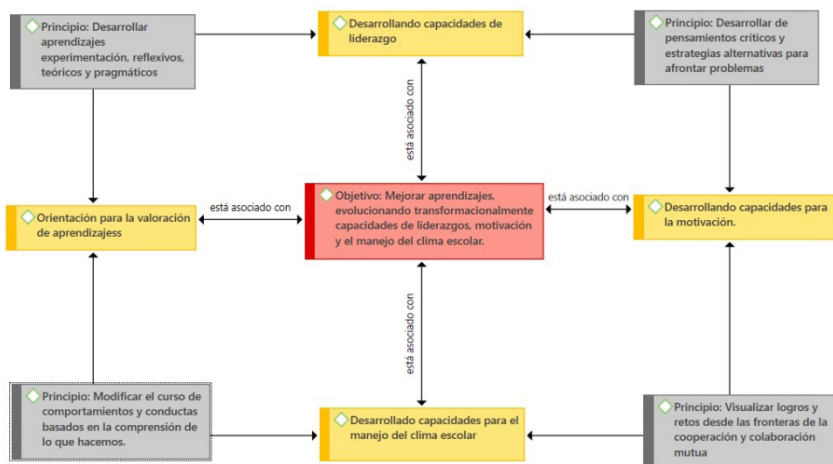 Principio: Desarrollar
aprendizajes
experimentación, reflexivos,
teóricos y pragmáticos
Desarrollando capacidades de
liderazgo
Principio: Desarrollar de
pensamientos críticos y
estrategias alternativas para
afrontar problemas
está asociado con
Orientación para la valoración
de aprendizajess
está asociado con
Objetivo: Mejorar aprendizajes,
evolucionando transformacionalmente
capacidades de liderazgos, motivación
y el manejo del clima escolar.
está asociado con
Desarrollando capacidades para
la motivación.
está asociado con
Principio: Modificar el curso de
comportamientos y conductas
basados en la comprensión de
lo que hacemos.
Desarrollado capacidades para el
manejo del clima escolar
Principio: Visualizar logros y
retos desde las fronteras de la
cooperación y colaboración
mutua